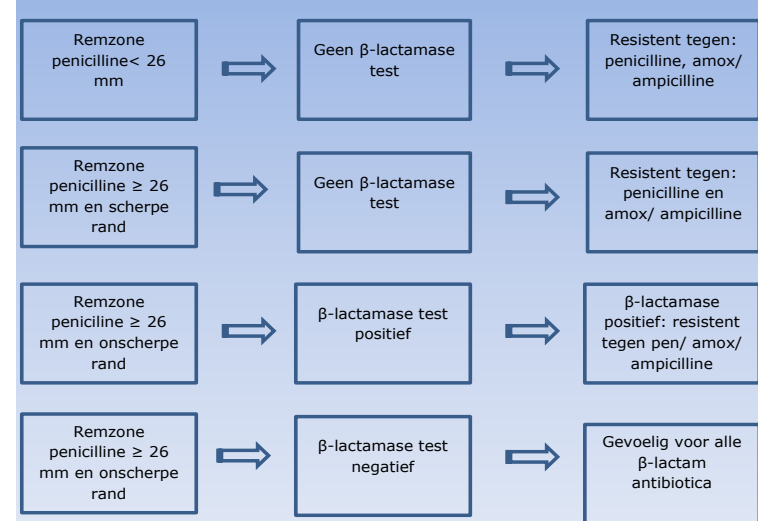 Remzone
penicilline< 26
mm
Geen β-lactamase
test
Resistent tegen:
penicilline, amox/
ampicilline
Remzone
penicilline ≥ 26
mm en scherpe
rand
Geen β-lactamase
test
Resistent tegen:
penicilline en
amox/ ampicilline
Remzone
peniciline ≥ 26
mm en onscherpe
rand
β-lactamase test
positief
β-lactamase
positief: resistent
tegen pen/ amox/
ampicilline
Remzone
penicilline ≥ 26
mm en onscherpe
rand
β-lactamase test
negatief
Gevoelig voor alle
β-lactam
antibiotica